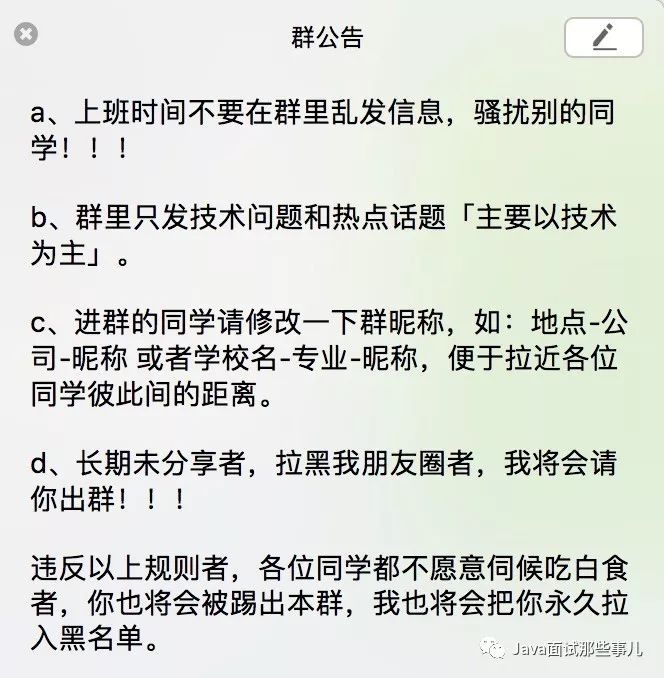 群公告
a、上班时间不要在群里乱发信息，骚扰别的同
学！！！
b、群里只发技术问题和热点话题「主要以技术
为主」。
c、进群的同学请修改一下群昵称，如：地点-公
司-昵称 或者学校名-专业-昵称，便于拉近各位
同学彼此间的距离。
d、长期未分享者，拉黑我朋友圈者，我将会请
你出群！！！
违反以上规则者，各位同学都不愿意伺候吃白食
者，你也将会被踢出本群，我也将会把你永久拉
入黑名单。
Java面试那些事儿